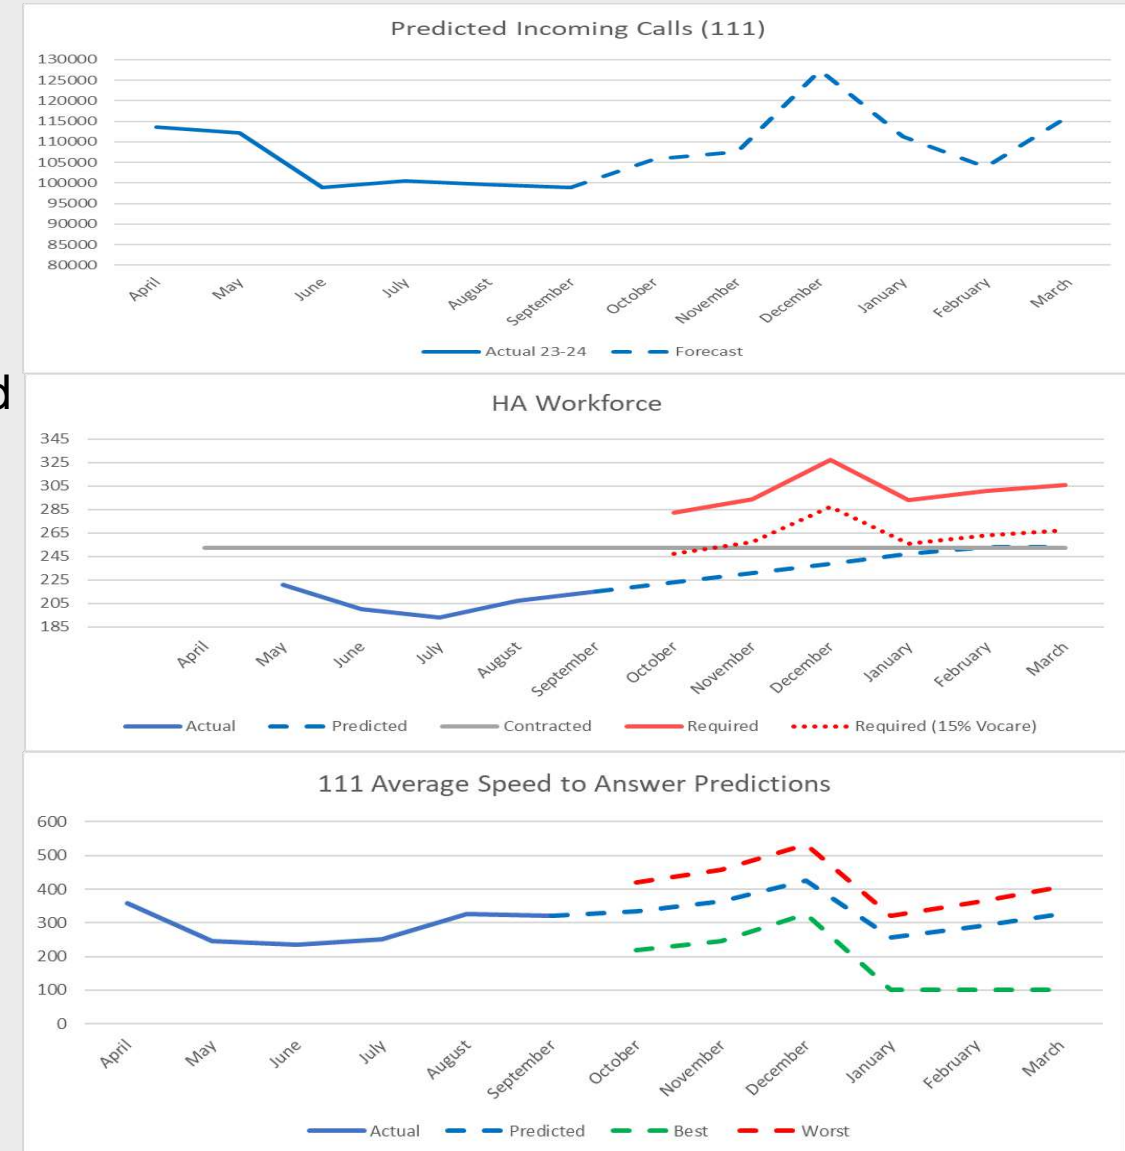 Predicted Incoming Calls (111)
130000
125000
120000
115000
110000
105000
100000
95000
90000
85000
80000
April May June July August September October November December January February March
Actual 23-24 Forecast
d
HA Workforce
345
325
305
285
265
245
225
205
185
April May June July August September October November December January February March
Actual Predicted Contracted Required Required (15% Vocare)
111 Average Speed to Answer Predictions
600
500
400
300
200
100
0
April May June July August September October November December January February March
Actual Predicted Best Worst